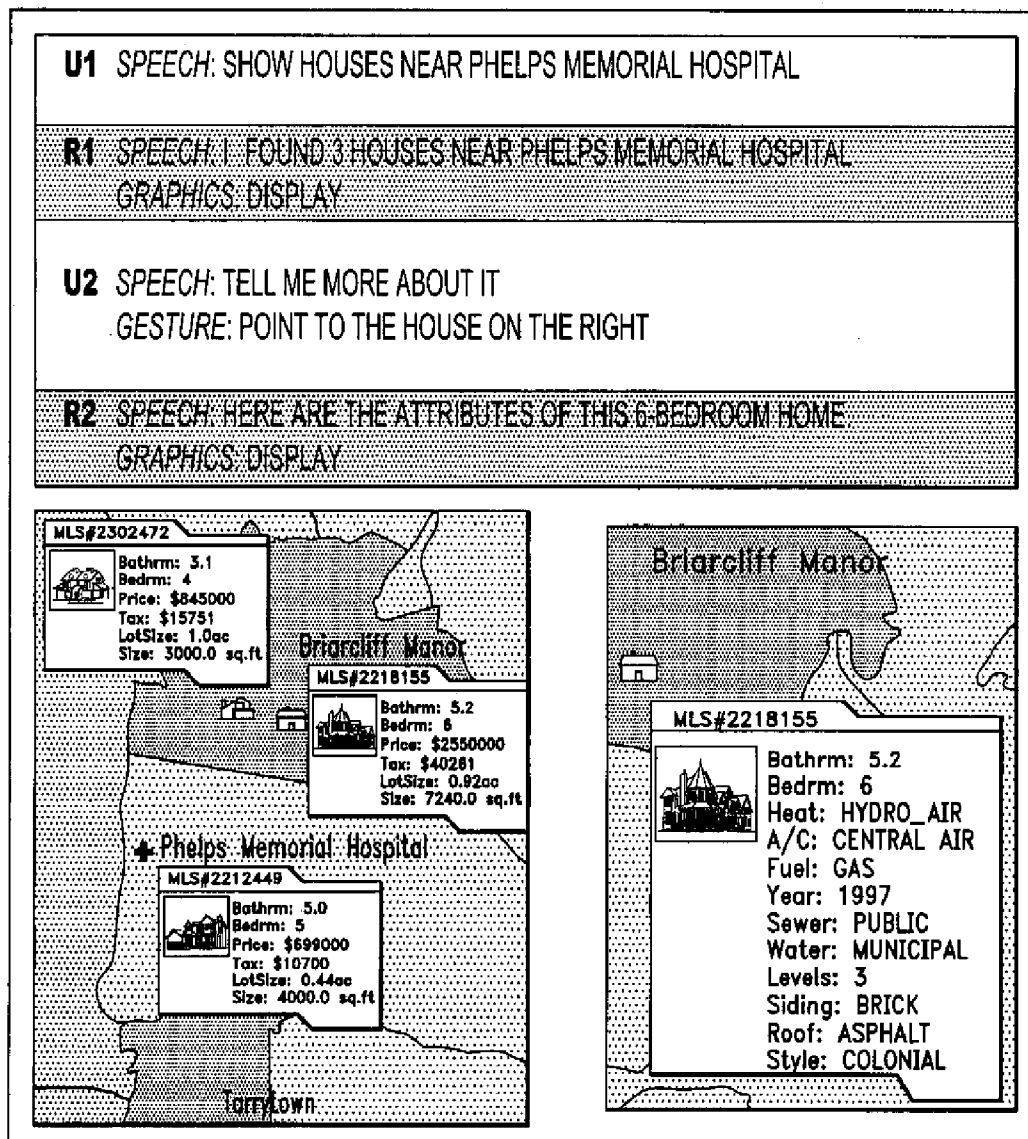 U1 SPEECH: SHOW HOUSES NEAR PHELPS MEMORIAL HOSPITAL
R1 SPEECH: I FOUND 3 HOUSES NEAR PHELPS MEMORIAL HOSPITAL
GRAPHICS: DISPLAY
U2 SPEECH: TELL ME MORE ABOUT IT
GESTURE: POINT TO THE HOUSE ON THE RIGHT
R2 SPEECH: HERE ARE THE ATTRIBUTES OF THIS 6-BEDROOM HOME
GRAPHICS: DISPLAY
MLS#2302472
Bathrm: 3.1
Bedrm: 4
Price: $845000
Tax: $15751
LotSize: 1.0ac
Size: 3000.0 sq.ft
Briarcliff Manor
MLS#2218155
Bathrm: 5.2
Bedrm: 6
Price: $2550000
Tax: $40281
LotSize: 0.92ac
Size: 7240.0 sq.ft
Phelps Memorial Hospital
MLS#2212449
Bathrm: 5.0
Bedrm: 5
Price: $699000
Tax: $10700
LotSize: 0.44ac
Size: 4000.0 sq.ft
Tarrytown
Briarcliff Manor
MLS#2218155
Bathrm: 5.2
Bedrm: 6
Heat: HYDRO_AIR
A/C: CENTRAL AIR
Fuel: GAS
Year: 1997
Sewer: PUBLIC
Water: MUNICIPAL
Levels: 3
Siding: BRICK
Roof: ASPHALT
Style: COLONIAL